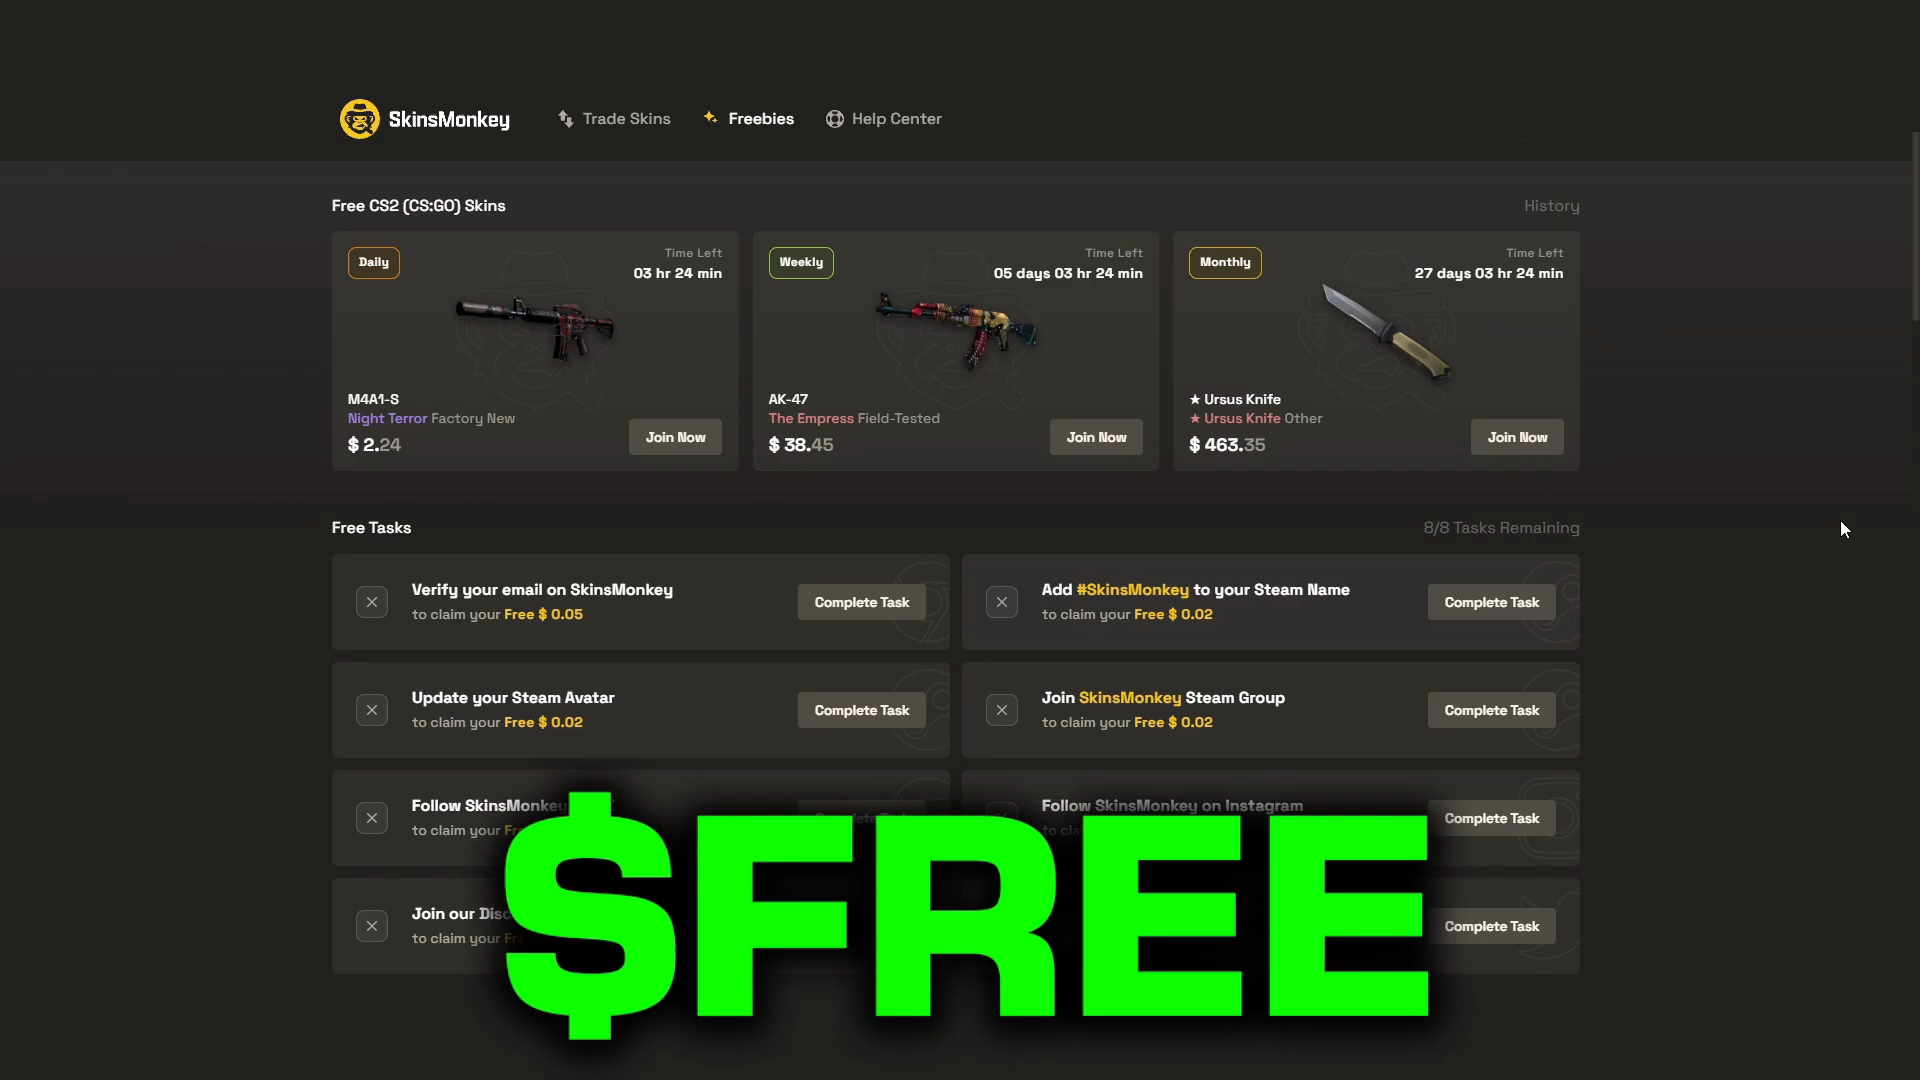 SkinsMonkey
Trade Skins
Freebies
Help Center
Free CS2 (CS:GO) Skins
History
Daily
Time Left
03 hr 24 min
M4A1-S
Night Terror Factory New
$ 2.24
Join Now
Weekly
Time Left
05 days 03 hr 24 min
AK-47
The Empress Field-Tested
$ 38.45
Join Now
Monthly
Time Left
27 days 03 hr 24 min
★ Ursus Knife
★ Ursus Knife Other
$ 463.35
Join Now
Free Tasks
8/8 Tasks Remaining
Verify your email on SkinsMonkey
to claim your Free $ 0.05
Complete Task
Add #SkinsMonkey to your Steam Name
to claim your Free $ 0.02
Complete Task
Update your Steam Avatar
to claim your Free $ 0.02
Complete Task
Join SkinsMonkey Steam Group
to claim your Free $ 0.02
Complete Task
Follow SkinsMonkey
to claim your
Follow SkinsMonkey on Instagram
to
Complete Task
Join our
to claim your
Complete Task
$FREE